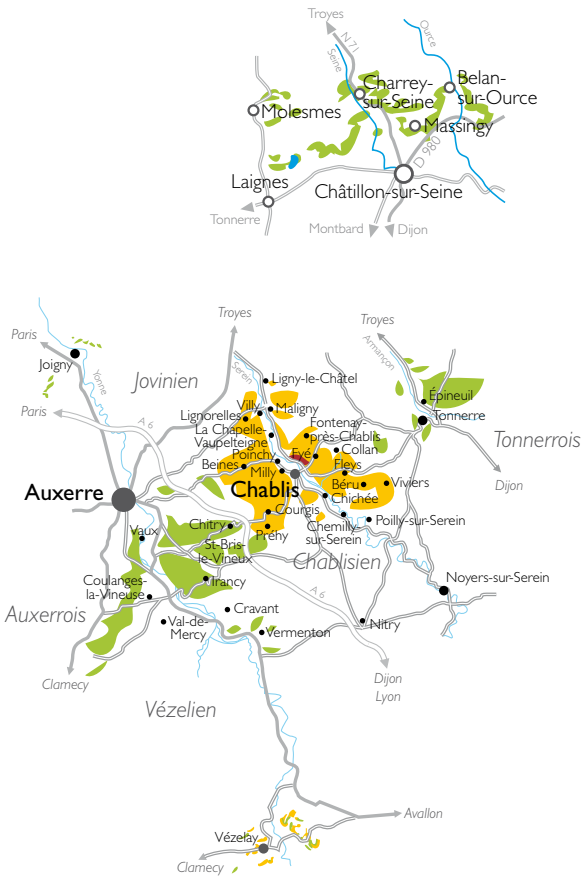 Troyes
Ource
N 71
Seine
Belan-
sur-Ource
Charrey-
sur-Seine
Molesmes
Massingy
D 980
Laignes
Châtillon-sur-Seine
Tonnerre
Montbard
Dijon
Troyes
Troyes
Paris
Joigny
Yonne
Jovinien
Serein
Armançon
Ligny-le-Châtel
Épineuil
Paris
A 6
Villy
Maligny
Lignorelles
Fontenay-
près-Chablis
Tonnerre
La Chapelle-
Vaupelteigne
Collan
Tonnerrois
Poinchy
Fyé
Beines
Milly
Fleys
Dijon
Auxerre
Chablis
Béru
Viviers
Chichée
Courgis
Chitry
Chemilly-
sur-Serein
Poilly-sur-Serein
Vaux
Préhy
St-Bris-
le-Vineux
Chablisien
Coulanges-
la-Vineuse
Irancy
Noyers-sur-Serein
A 6
Auxerrois
Cravant
Val-de-
Mercy
Nitry
Vermenton
Clamecy
Dijon
Lyon
Vézelien
Avallon
Vézelay
Clamecy